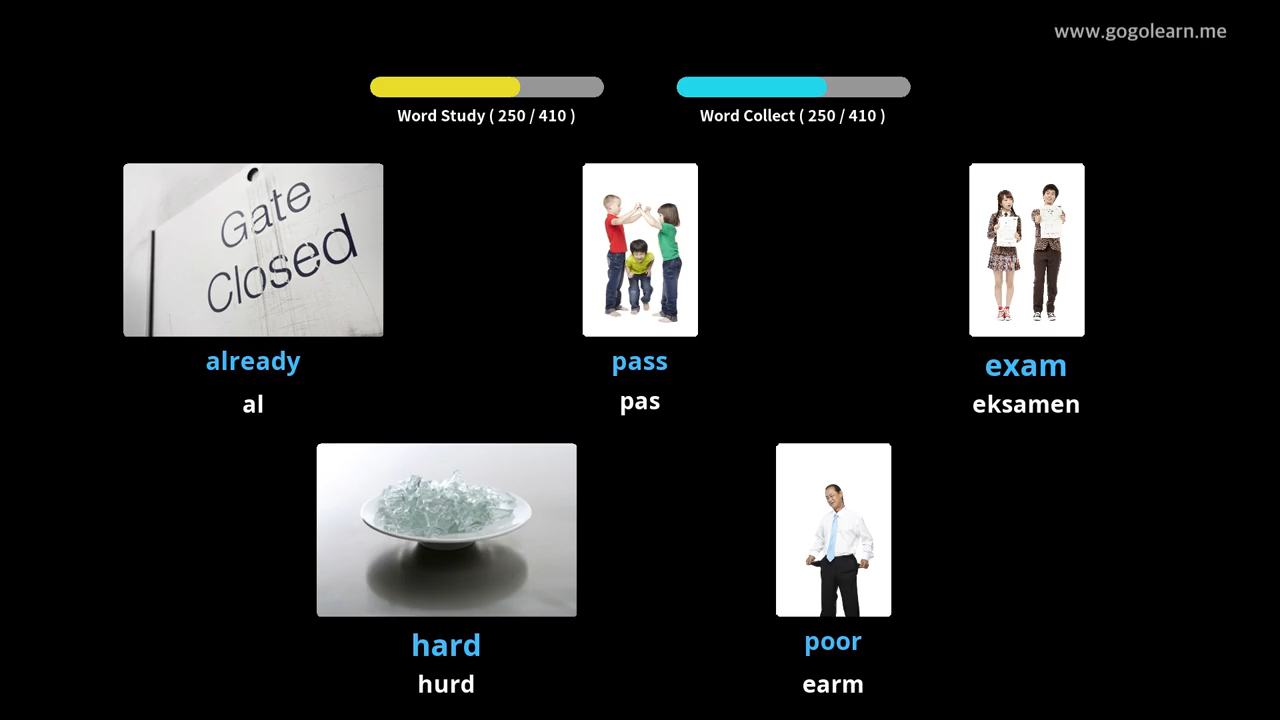 www.gogolearn.me
Word Study ( 250 / 410 )
Word Collect ( 250 / 410 )
Gate
Closed
already
al
pass
pas
exam
eksamen
hard
hurd
poor
earm